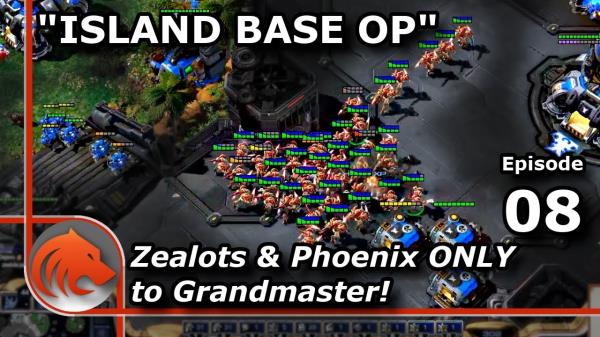 "ISLAND BASE OP"
Episode
08
Zealots & Phoenix ONLY
to Grandmaster!